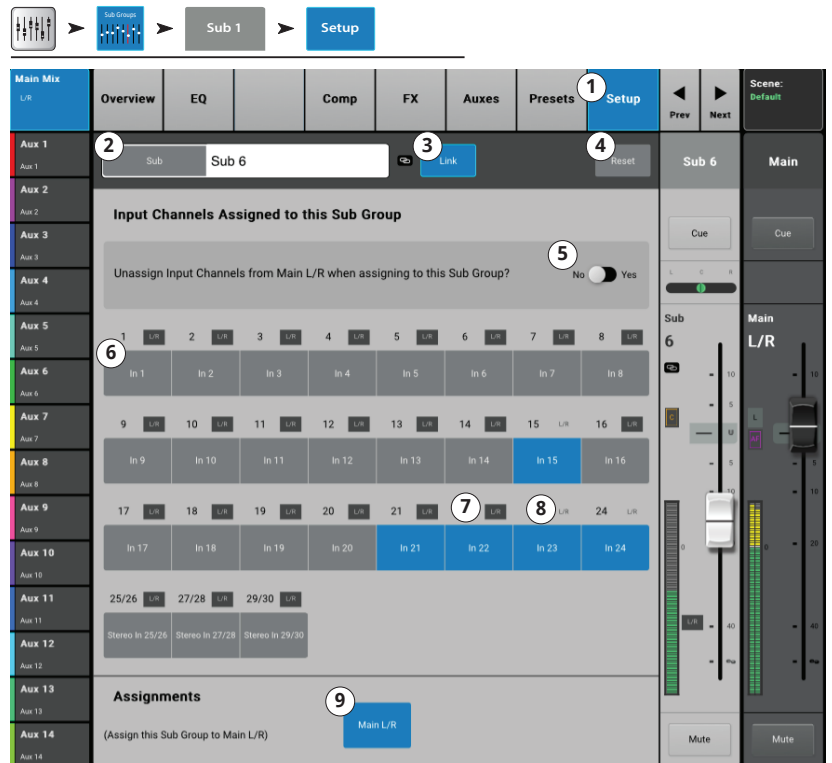 Sub Groups
Sub 1
Setup
Main Mix
L/R
Overview
EQ
Comp
FX
Auxes
Presets
1
Setup
Prev
Next
Scene:
Default
Aux 1
Aux 1
Aux 2
Aux 2
Aux 3
Aux 3
Aux 4
Aux 4
Aux 5
Aux 5
Aux 6
Aux 6
Aux 7
Aux 7
Aux 8
Aux 8
Aux 9
Aux 9
Aux 10
Aux 10
Aux 11
Aux 11
Aux 12
Aux 12
Aux 13
Aux 13
Aux 14
Aux 14
2
Sub
Sub 6
3
Link
4
Reset
Input Channels Assigned to this Sub Group
Unassign Input Channels from Main L/R when assigning to this Sub Group?
5
No
Yes
1 L/R 2 L/R 3 L/R 4 L/R 5 L/R 6 L/R 7 L/R 8 L/R
6
In 1 In 2 In 3 In 4 In 5 In 6 In 7 In 8
9 L/R 10 L/R 11 L/R 12 L/R 13 L/R 14 L/R 15 L/R 16 L/R
In 9 In 10 In 11 In 12 In 13 In 14 In 15 In 16
17 L/R 18 L/R 19 L/R 20 L/R 21 L/R 7 L/R 8 L/R 24 L/R
In 17 In 18 In 19 In 20 In 21 In 22 In 23 In 24
25/26 L/R 27/28 L/R 29/30 L/R
Stereo In 25/26 Stereo In 27/28 Stereo In 29/30
Assignments
(Assign this Sub Group to Main L/R)
9
Main L/R
Sub 6
Cue
L C R
Sub
6
10
5
C
U
5
10
0
L/R
40
∞
Mute
Main
Cue
Main
L/R
10
L
5
10
0
20
40
∞
Mute